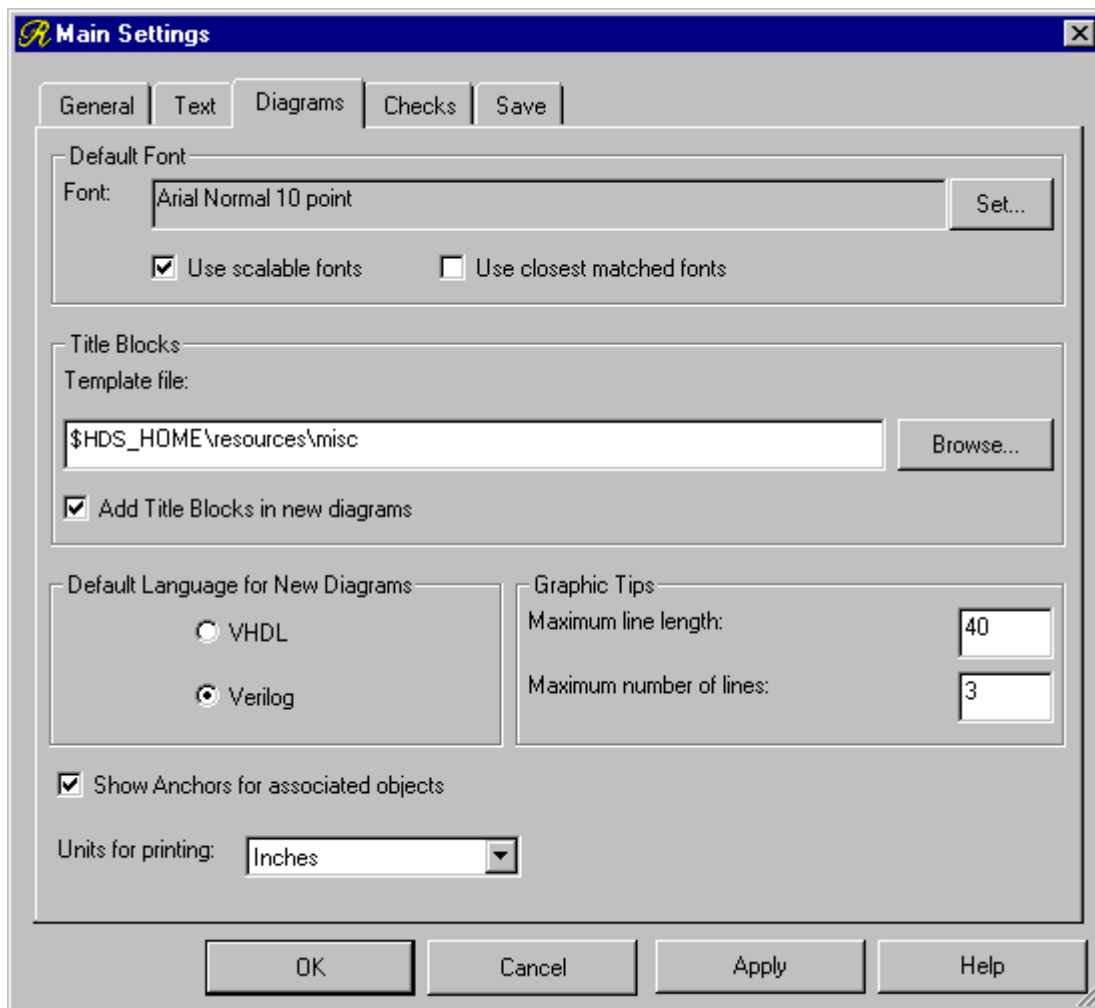 Main Settings
General Text Diagrams Checks Save
Default Font
Font: Arial Normal 10 point Set...
Use scalable fonts Use closest matched fonts
Title Blocks
Template file:
$HDS_HOME\resources\misc Browse...
Add Title Blocks in new diagrams
Default Language for New Diagrams Graphic Tips
VHDL Maximum line length: 40
Verilog Maximum number of lines: 3
Show Anchors for associated objects
Units for printing: Inches
OK Cancel Apply Help